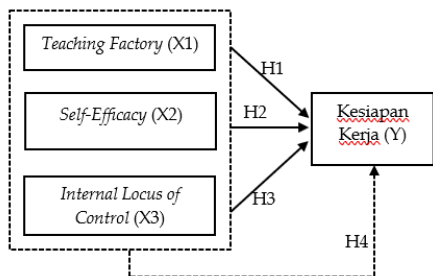 Teaching Factory (X1)
H1
Self-Efficacy (X2)
H2
Kesiapan
Kerja (Y)
Internal Locus of
Control (X3)
H3
H4